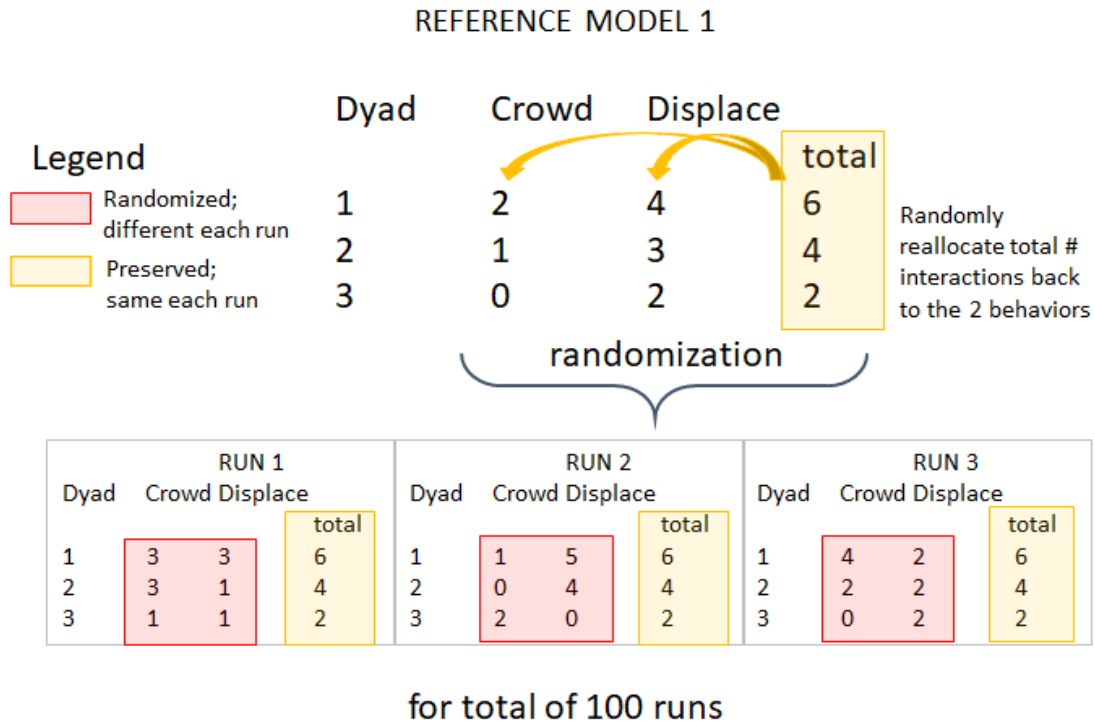 REFERENCE MODEL 1
Dyad Crowd Displace
total
Legend
Randomized;
different each run
Preserved;
same each run
1 2 4 6
2 1 3 4
3 0 2 2
Randomly
reallocate total #
interactions back
to the 2 behaviors
randomization
RUN 1
Dyad Crowd Displace
total
1 3 3 6
2 3 1 4
3 1 1 2
RUN 2
Dyad Crowd Displace
total
1 1 5 6
2 0 4 4
3 2 0 2
RUN 3
Dyad Crowd Displace
total
1 4 2 6
2 2 2 4
3 0 2 2
for total of 100 runs